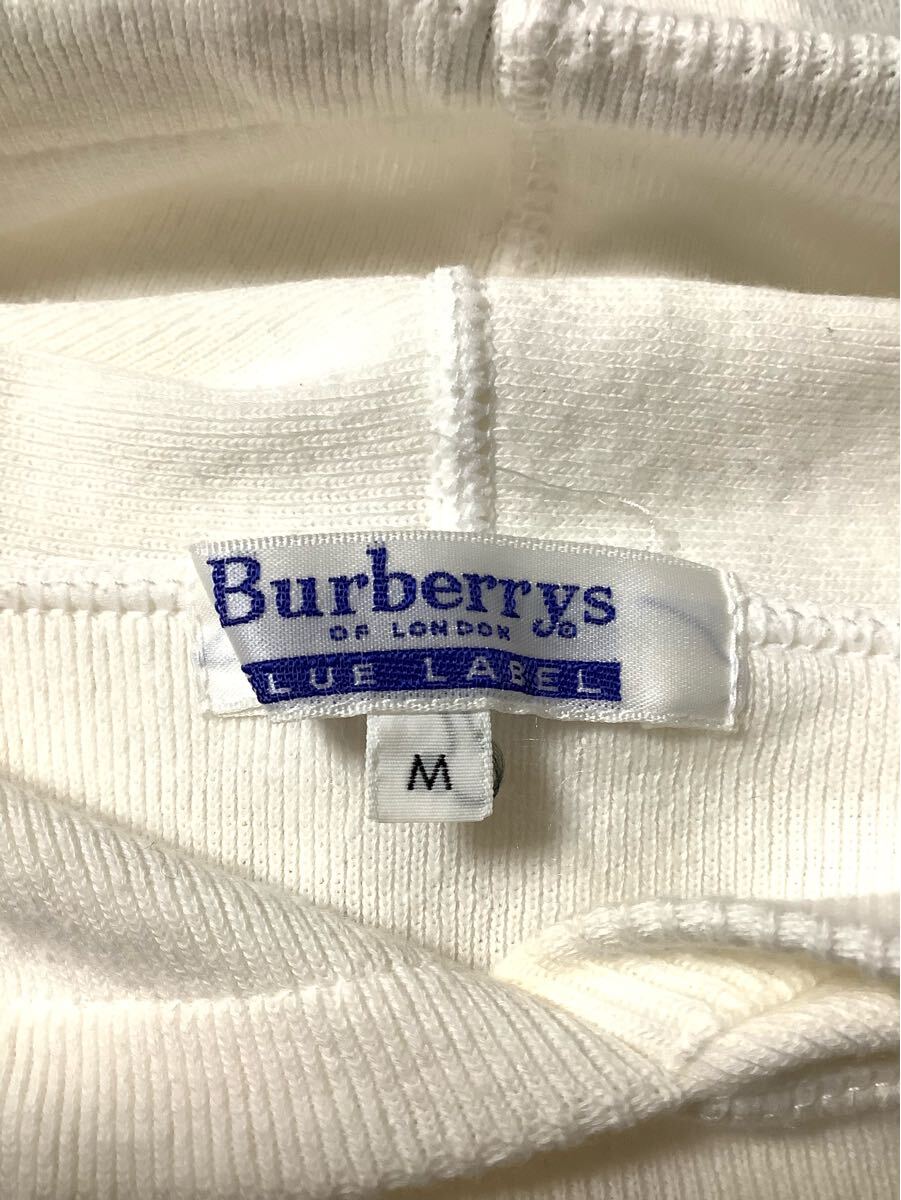 Burberrys
OF LONDON
LUE LABEL
M